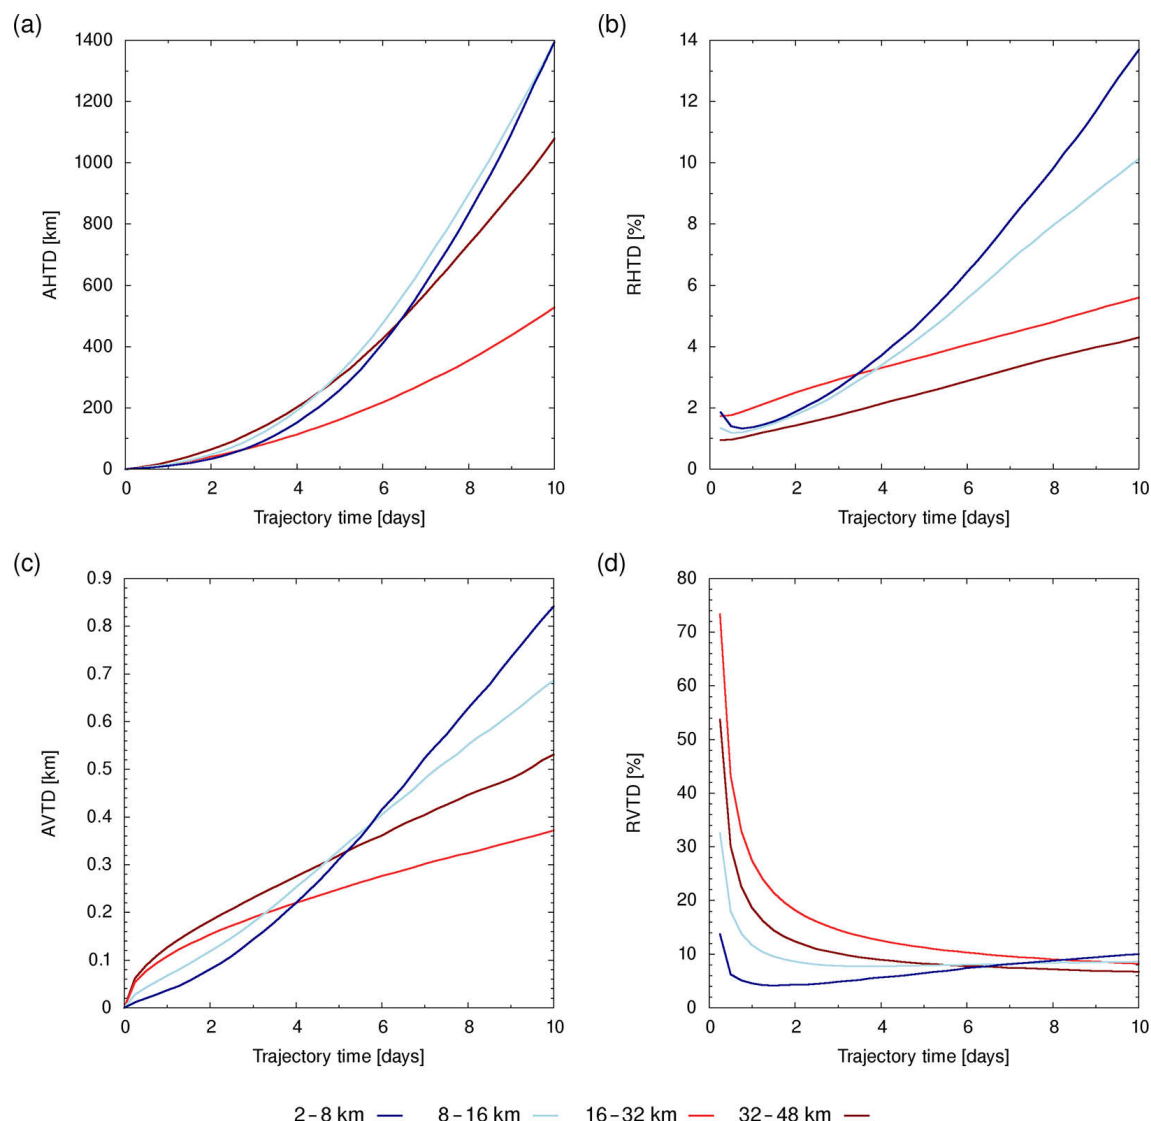 (a)
1400
1200
1000
800
600
400
200
0
AHTD [km]
0 2 4 6 8 10
Trajectory time [days]
(b)
14
12
10
8
6
4
2
0
RHTD [%]
0 2 4 6 8 10
Trajectory time [days]
(c)
0.9
0.8
0.7
0.6
0.5
0.4
0.3
0.2
0.1
0
AVTD [km]
0 2 4 6 8 10
Trajectory time [days]
(d)
80
70
60
50
40
30
20
10
0
RVTD [%]
0 2 4 6 8 10
Trajectory time [days]
2–8 km 8–16 km 16–32 km 32–48 km